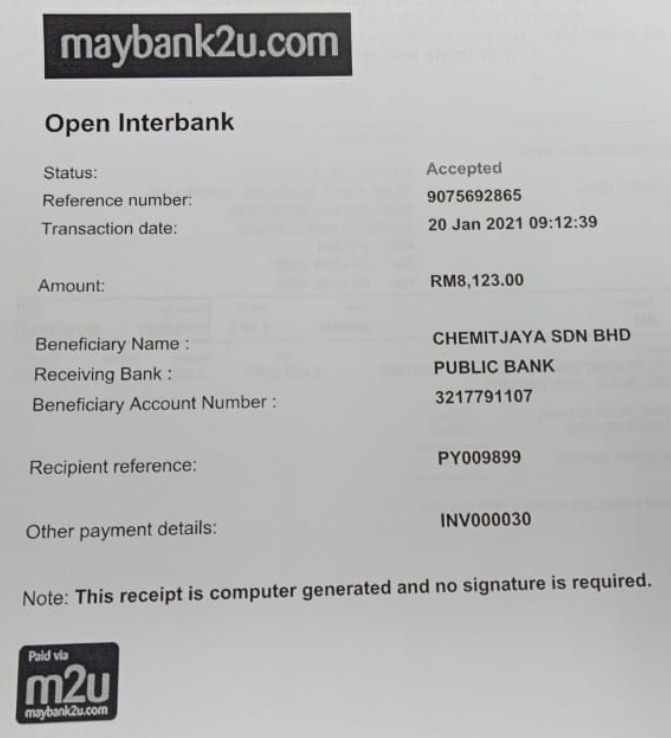 maybank2u.com
Open Interbank
Status: Accepted
Reference number: 9075692865
Transaction date: 20 Jan 2021 09:12:39
Amount: RM8,123.00
Beneficiary Name : CHEMITJAYA SDN BHD
Receiving Bank : PUBLIC BANK
Beneficiary Account Number : 3217791107
Recipient reference: PY009899
Other payment details: INV000030
Note: This receipt is computer generated and no signature is required.
Paid via
m2u
maybank2u.com